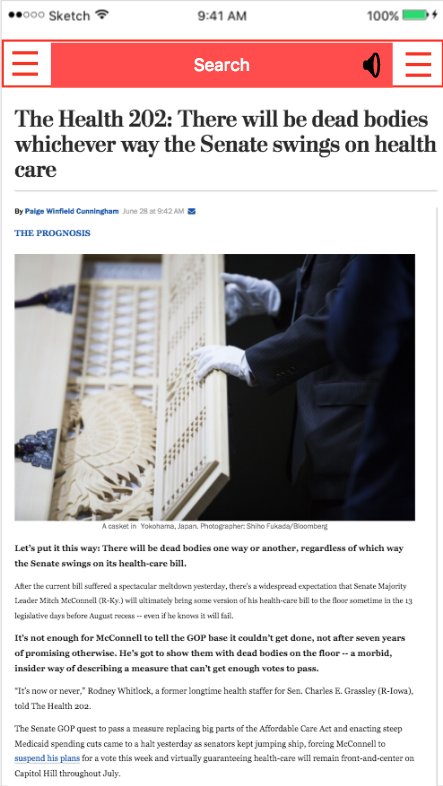 Sketch 9:41 AM 100%
Search
The Health 202: There will be dead bodies
whichever way the Senate swings on health
care
By Paige Winfield Cunningham June 28 at 9:42 AM
THE PROGNOSIS
A casket in Yokohama, Japan. Photographer: Shiho Fukada/Bloomberg
Let's put it this way: There will be dead bodies one way or another, regardless of which way
the Senate swings on its health-care bill.
After the current bill suffered a spectacular meltdown yesterday, there's a widespread expectation that Senate Majority
Leader Mitch McConnell (R-Ky.) will ultimately bring some version of his health-care bill to the floor sometime in the 13
legislative days before August recess -- even if he knows it will fail.
It's not enough for McConnell to tell the GOP base it couldn't get done, not after seven years
of promising otherwise. He's got to show them with dead bodies on the floor -- a morbid,
insider way of describing a measure that can't get enough votes to pass.
"It's now or never," Rodney Whitlock, a former longtime health staffer for Sen. Charles E. Grassley (R-Iowa),
told The Health 202.
The Senate GOP quest to pass a measure replacing big parts of the Affordable Care Act and enacting steep
Medicaid spending cuts came to a halt yesterday as senators kept jumping ship, forcing McConnell to
suspend his plans for a vote this week and virtually guaranteeing health-care will remain front-and-center on
Capitol Hill throughout July.